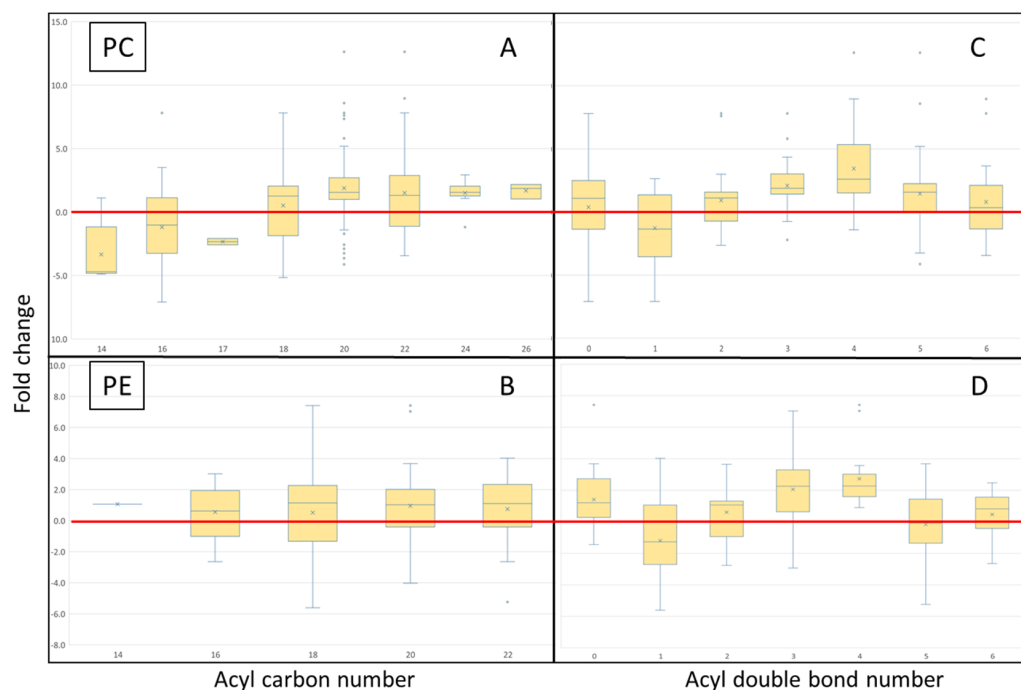 PC
A
C
15.0
10.0
5.0
0.0
-5.0
10.0
14 16 17 18 20 22 24 26
0 1 2 3 4 5 6
Fold change
PE
B
D
10.0
8.0
6.0
4.0
2.0
0.0
-2.0
-4.0
-6.0
-8.0
14 16 18 20 22
0 1 2 3 4 5 6
Acyl carbon number
Acyl double bond number